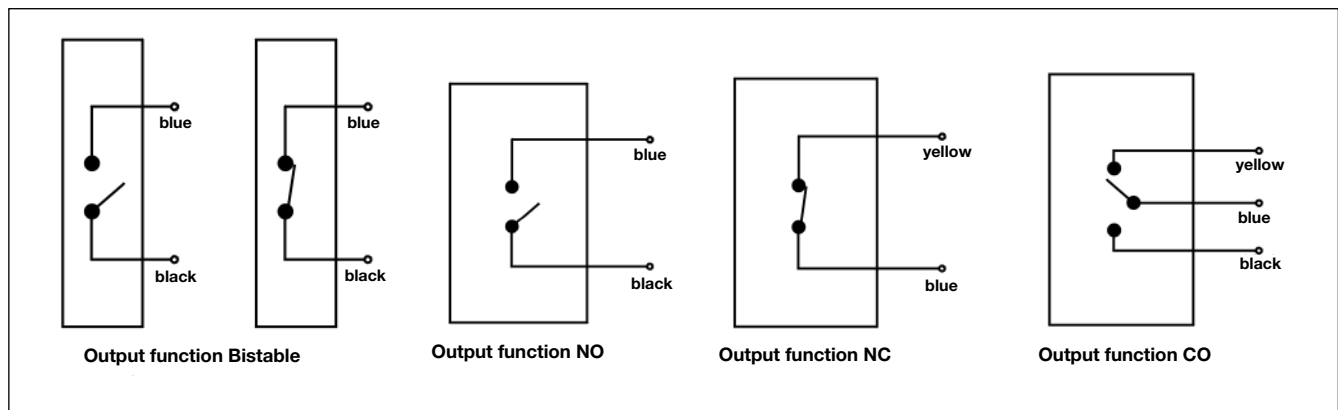 blue
black
Output function Bistable
blue
black
blue
black
Output function NO
yellow
blue
Output function NC
yellow
blue
black
Output function CO